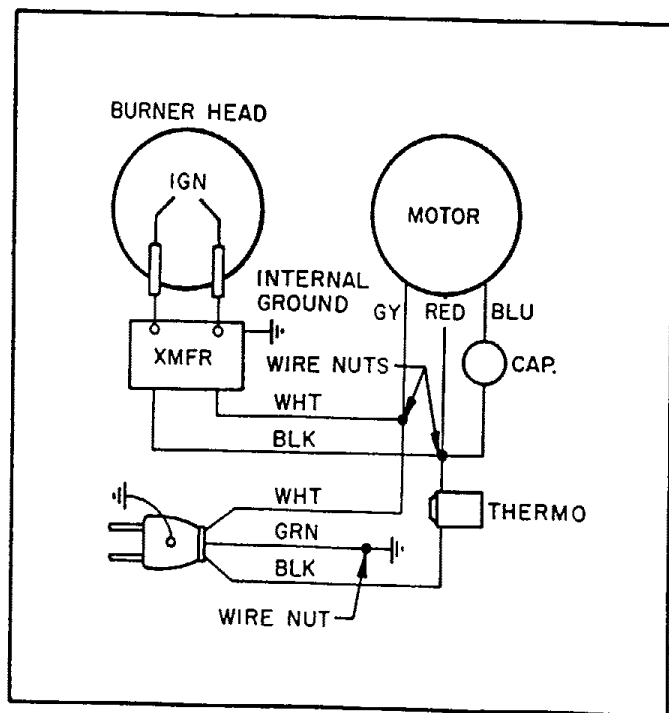 BURNER HEAD
IGN
MOTOR
INTERNAL
GROUND
GY RED BLU
XMFR
WIRE NUTS
CAP.
WHT
BLK
WHT
THERMO
GRN
BLK
WIRE NUT